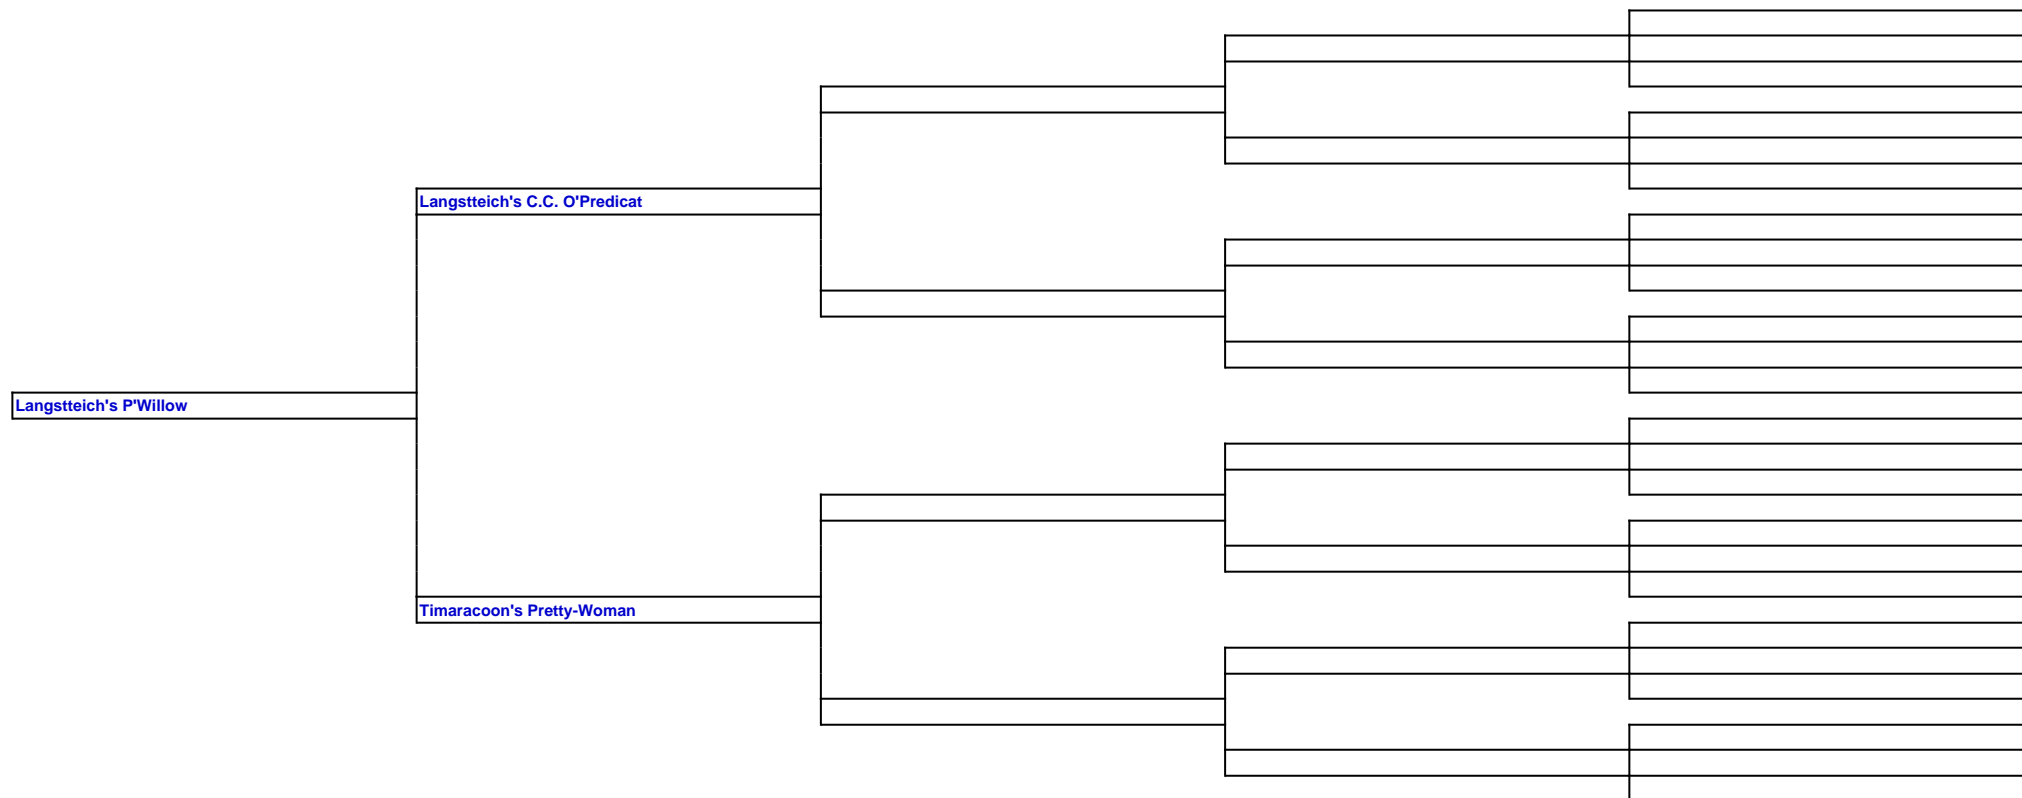 Langstteich's C.C. O'Predicat
Langstteich's P'Willow
Timaracoon's Pretty-Woman